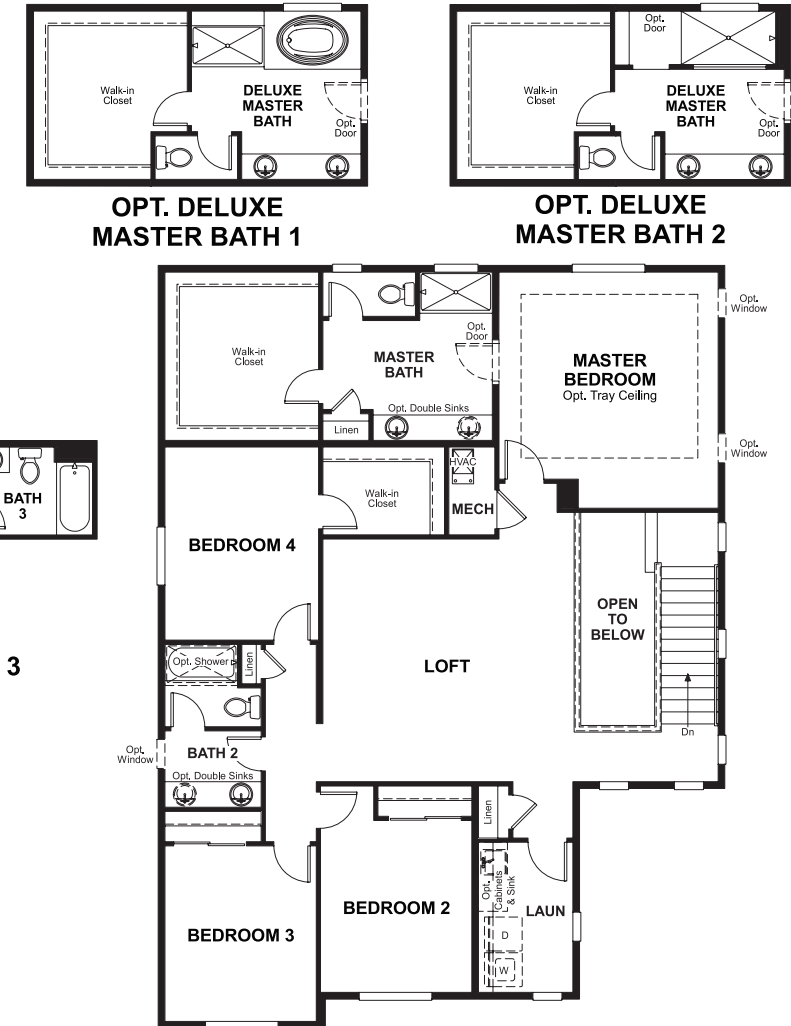 Walk-in
Closet
DELUXE
MASTER
BATH
Opt.
Door
OPT. DELUXE
MASTER BATH 1
Opt.
Door
Walk-in
Closet
DELUXE
MASTER
BATH
Opt.
Door
OPT. DELUXE
MASTER BATH 2
Walk-in
Closet
MASTER
BATH
Opt.
Door
Opt. Double Sinks
Linen
MASTER
BEDROOM
Opt. Tray Ceiling
Opt.
Window
Opt.
Window
BATH
3
3
HVAC
MECH
Walk-in
Closet
BEDROOM 4
OPEN
TO
BELOW
LOFT
Dn
Opt. Shower
Linen
BATH 2
Opt.
Window
Opt. Double Sinks
Linen
BEDROOM 3
BEDROOM 2
Opt.
Cabinets
& Sink
LAUN
D
W